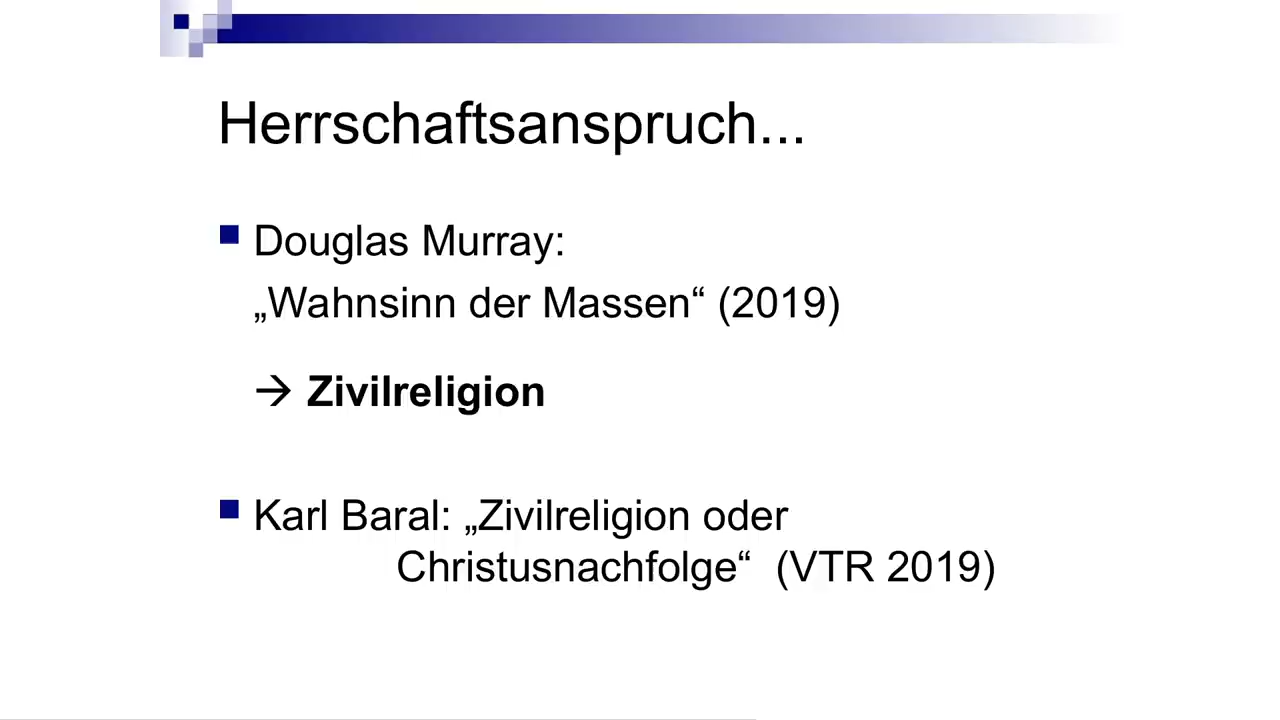 Herrschaftsanspruch...
Douglas Murray:
„Wahnsinn der Massen“ (2019)
→ Zivilreligion
Karl Baral: „Zivilreligion oder
Christusnachfolge“ (VTR 2019)